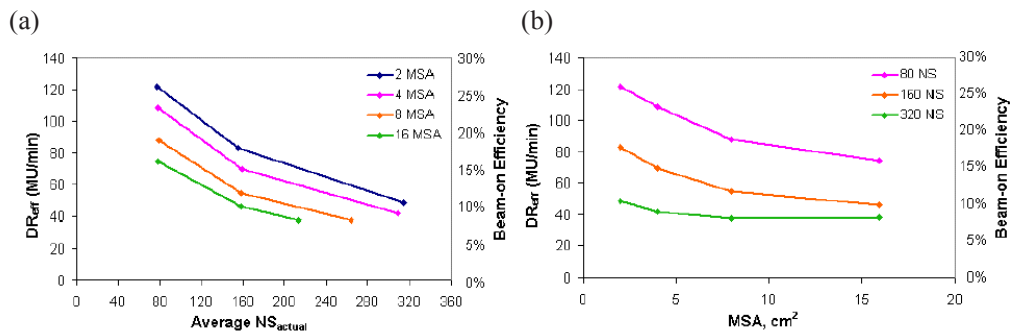 (a)
140
120
100
80
60
40
20
0
DReff (MU/min)
30%
25%
20%
15%
10%
5%
0%
Beam-on Efficiency
2 MSA
4 MSA
8 MSA
16 MSA
0 40 80 120 160 200 240 280 320 360
Average NSactual
(b)
140
120
100
80
60
40
20
0
DReff (MU/min)
30%
25%
20%
15%
10%
5%
0%
Beam-on Efficiency
80 NS
160 NS
320 NS
0 5 10 15 20
MSA, cm²